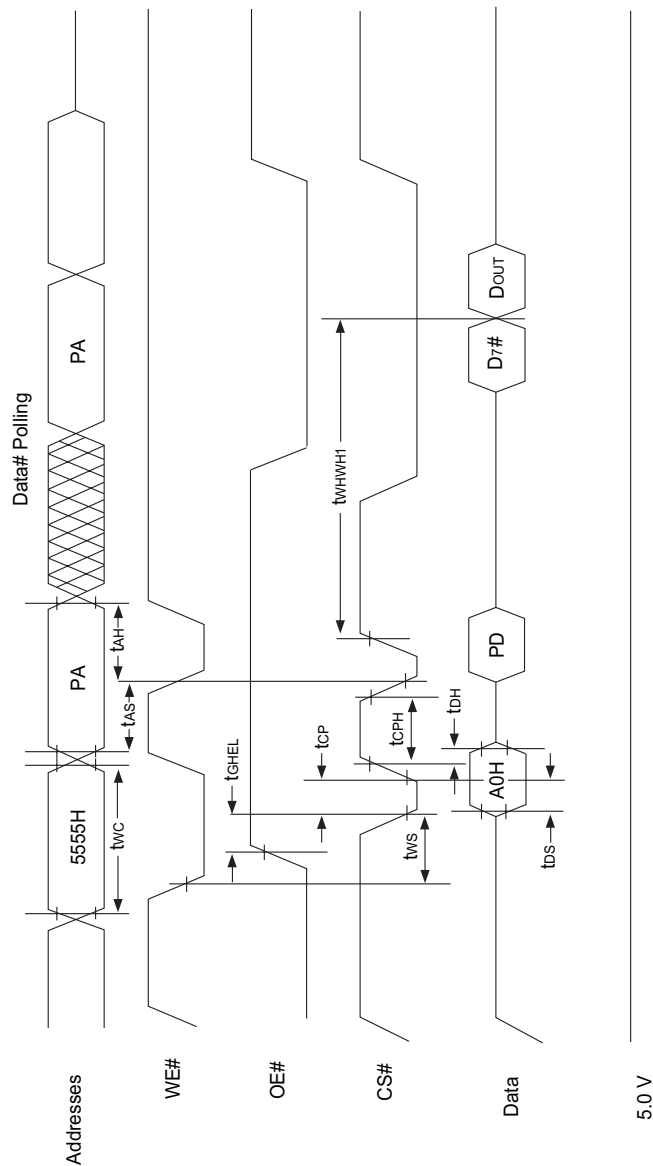 Data# Polling
Addresses
5555H
PA
PA
tWC
tAS
tAH
WE#
OE#
tGHEL
tWHWH1
CS#
tCP
tWS
tCPH
tDH
Data
A0H
PD
D7#
DOUT
tDS
5.0 V